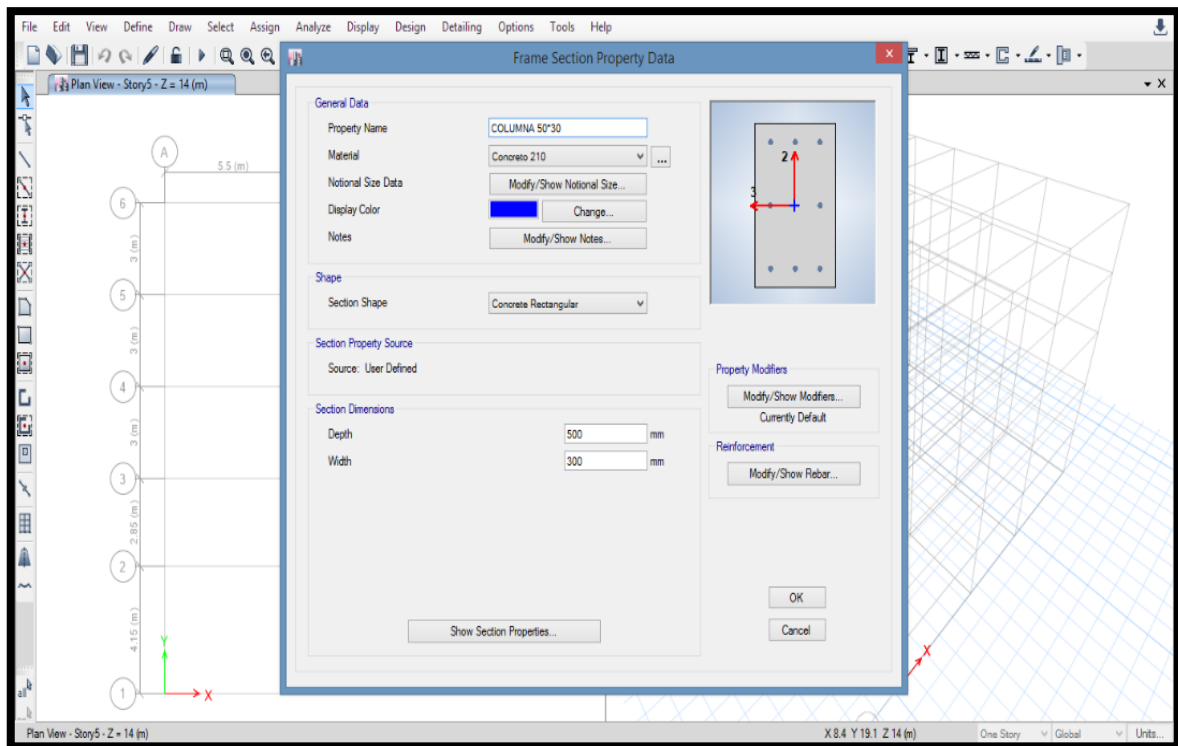 File Edit View Define Draw Select Assign Analyze Display Design Detailing Options Tools Help
Frame Section Property Data
Plan View - Story5 - Z = 14 (m)
General Data
Property Name COLUMNA 50*30
Material Concreto 210 ...
Notional Size Data Modify/Show Notional Size...
Display Color Change...
Notes Modify/Show Notes...
Shape
Section Shape Concrete Rectangular
Section Property Source
Source: User Defined
Section Dimensions
Depth 500 mm
Width 300 mm
Show Section Properties...
2
3
Property Modifiers
Modify/Show Modifiers...
Currently Default
Reinforcement
Modify/Show Rebar...
OK
Cancel
A
5.5 (m)
6
3 (m)
5
3 (m)
4
3 (m)
3
2.85 (m)
2
4.15 (m)
1
Y
X
X
all
Plan View - Story5 - Z = 14 (m) X 8.4 Y 19.1 Z 14 (m) One Story Global Units...